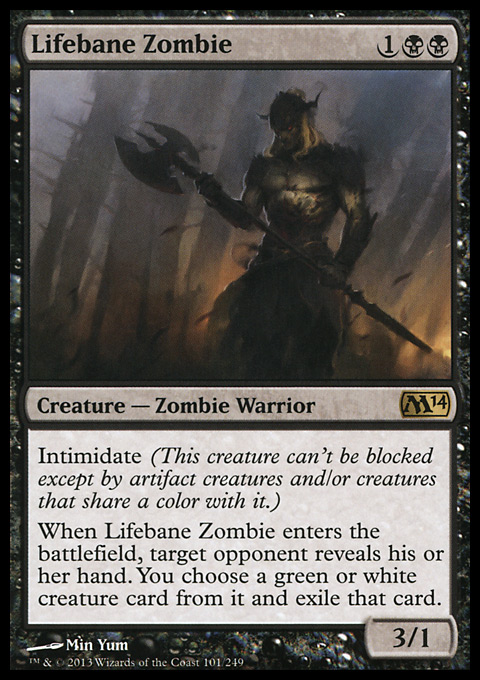 Lifebane Zombie 1
Creature — Zombie Warrior M14
Intimidate (This creature can't be blocked
except by artifact creatures and/or creatures
that share a color with it.)
When Lifebane Zombie enters the
battlefield, target opponent reveals his or
her hand. You choose a green or white
creature card from it and exile that card.
3/1
Min Yum
™ & © 2013 Wizards of the Coast 101/249